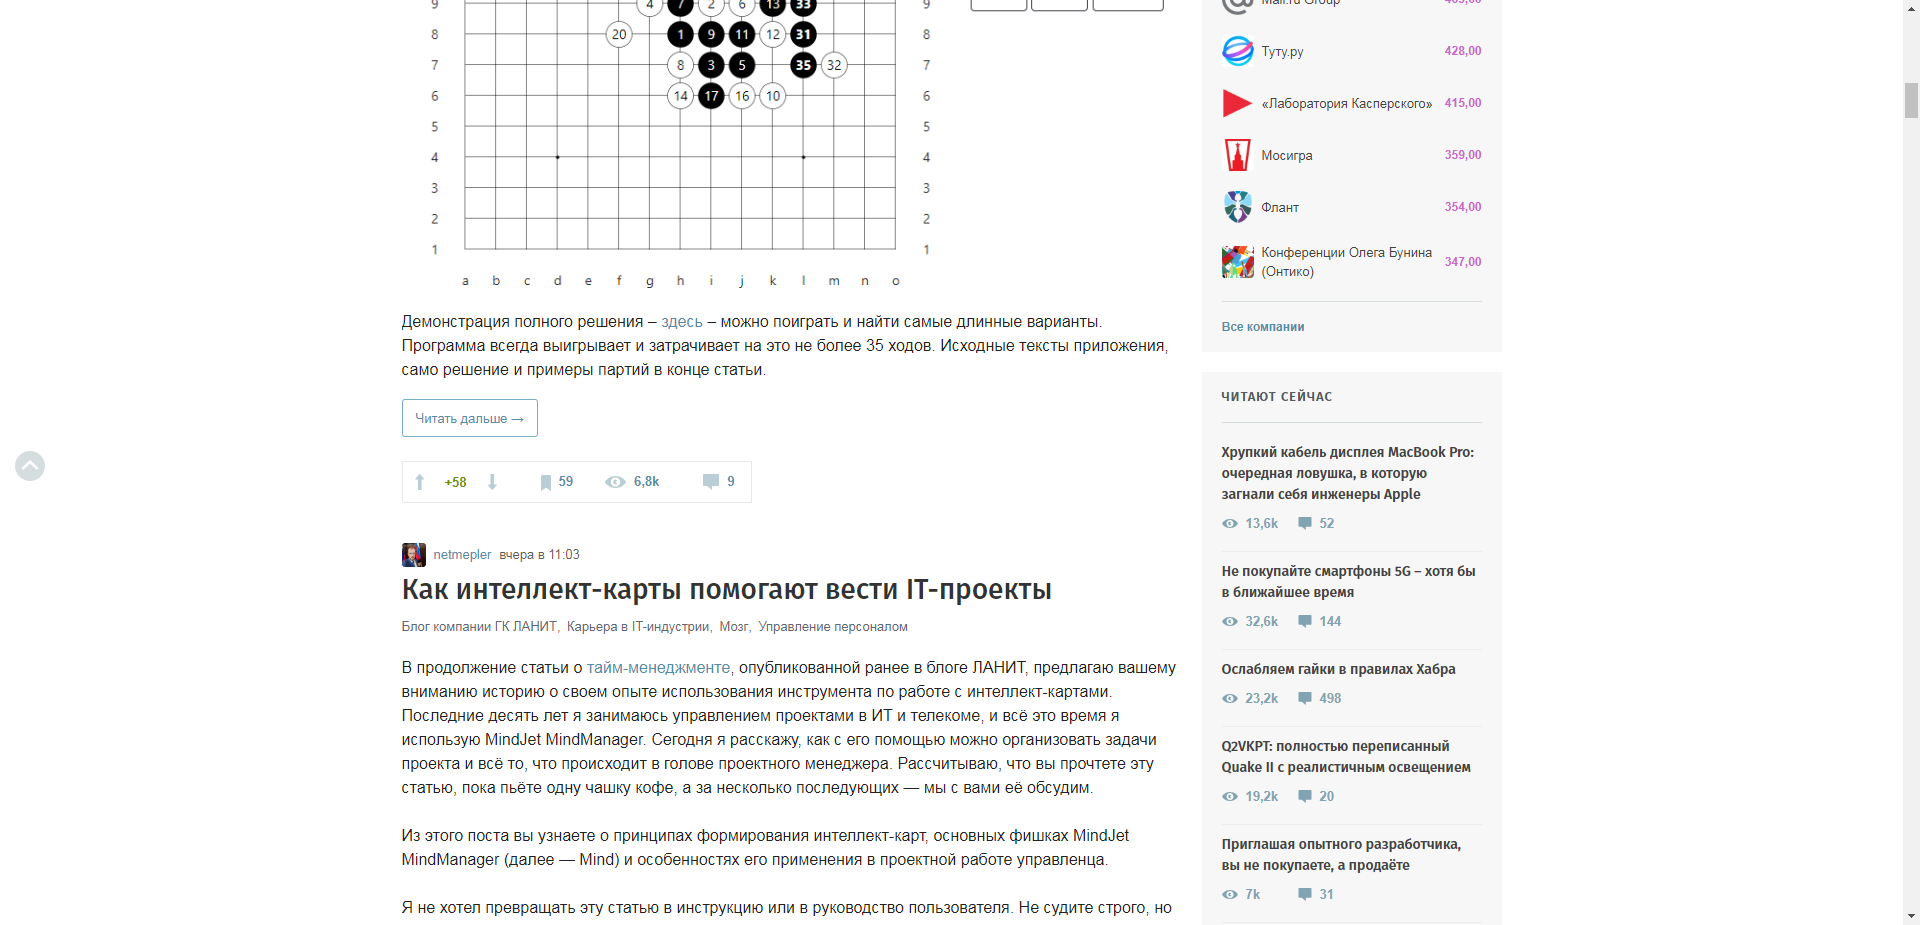 9 4 7 2 6 13 33 9
8 20 1 9 11 12 31 8
7 8 3 5 35 32 7
6 14 17 16 10 6
5 5
4 4
3 3
2 2
1 1
a b c d e f g h i j k l m n o
Демонстрация полного решения – здесь – можно поиграть и найти самые длинные варианты.
Программа всегда выигрывает и затрачивает на это не более 35 ходов. Исходные тексты приложения,
само решение и примеры партий в конце статьи.
Читать дальше →
+58 59 6,8k 9
netmepler вчера в 11:03
Как интеллект-карты помогают вести IT-проекты
Блог компании ГК ЛАНИТ, Карьера в IT-индустрии, Мозг, Управление персоналом
В продолжение статьи о тайм-менеджменте, опубликованной ранее в блоге ЛАНИТ, предлагаю вашему
вниманию историю о своем опыте использования инструмента по работе с интеллект-картами.
Последние десять лет я занимаюсь управлением проектами в ИТ и телекоме, и всё это время я
использую MindJet MindManager. Сегодня я расскажу, как с его помощью можно организовать задачи
проекта и всё то, что происходит в голове проектного менеджера. Рассчитываю, что вы прочтете эту
статью, пока пьёте одну чашку кофе, а за несколько последующих — мы с вами её обсудим.
Из этого поста вы узнаете о принципах формирования интеллект-карт, основных фишках MindJet
MindManager (далее — Mind) и особенностях его применения в проектной работе управленца.
Я не хотел превращать эту статью в инструкцию или в руководство пользователя. Не судите строго, но
Mail.ru Group
Туту.ру 428,00
«Лаборатория Касперского» 415,00
Мосигра 359,00
Флант 354,00
Конференции Олега Бунина
(Онтико) 347,00
Все компании
ЧИТАЮТ СЕЙЧАС
Хрупкий кабель дисплея MacBook Pro:
очередная ловушка, в которую
загнали себя инженеры Apple
13,6k 52
Не покупайте смартфоны 5G – хотя бы
в ближайшее время
32,6k 144
Ослабляем гайки в правилах Хабра
23,2k 498
Q2VKPT: полностью переписанный
Quake II с реалистичным освещением
19,2k 20
Приглашая опытного разработчика,
вы не покупаете, а продаёте
7k 31